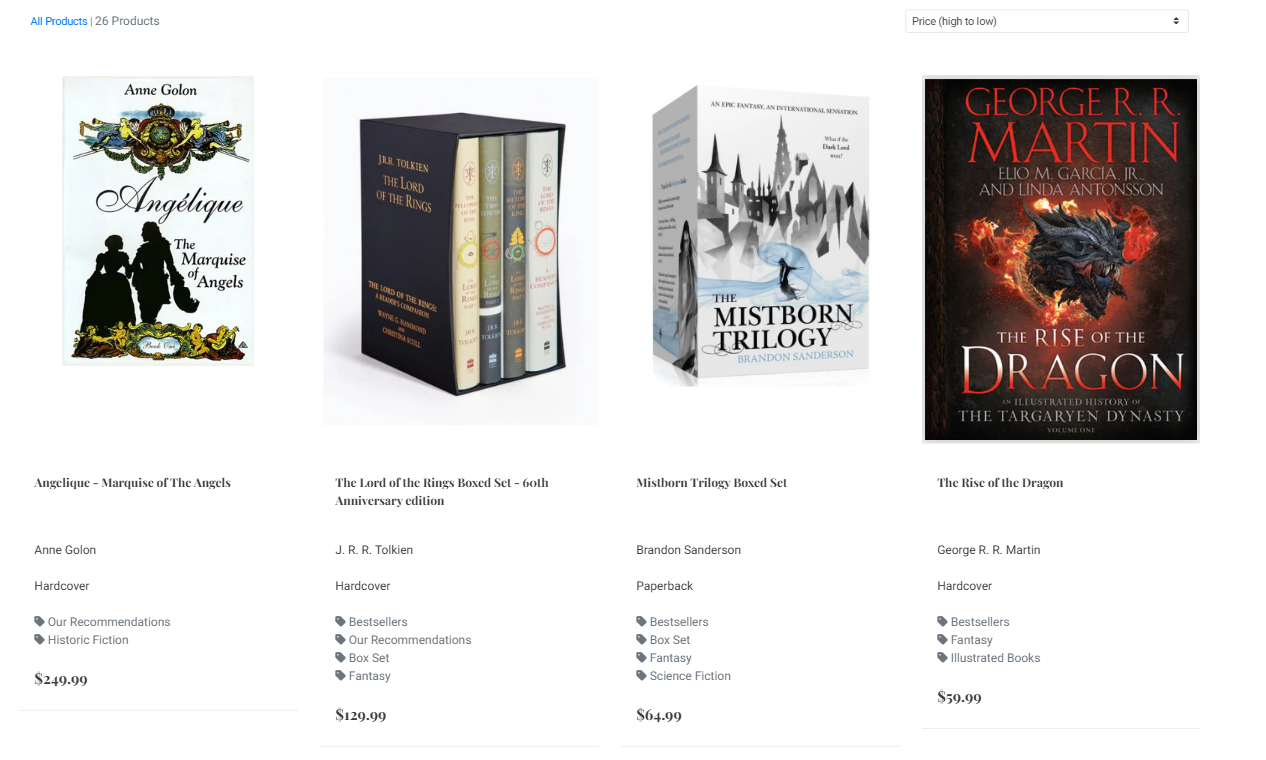 All Products | 26 Products
Price (high to low)
Anne Golon
Angélique
The
Marquise
of
Angels
Book One
J.R.R. TOLKIEN
THE LORD
OF THE RINGS
THE LORD OF THE RINGS:
A READER'S COMPANION
WAYNE G. HAMMOND
AND
CHRISTINA SCULL
AN EPIC FANTASY, AN INTERNATIONAL SENSATION
What if the
Dark Lord
won?
THE
MISTBORN
TRILOGY
BRANDON SANDERSON
GEORGE R. R.
MARTIN
ELIO M. GARCIA, JR.,
AND LINDA ANTONSSON
THE RISE OF THE
DRAGON
AN ILLUSTRATED HISTORY OF
THE TARGARYEN DYNASTY
VOLUME ONE
Angelique - Marquise of The Angels
Anne Golon
Hardcover
Our Recommendations
Historic Fiction
$249.99
The Lord of the Rings Boxed Set - 60th
Anniversary edition
J. R. R. Tolkien
Hardcover
Bestsellers
Our Recommendations
Box Set
Fantasy
$129.99
Mistborn Trilogy Boxed Set
Brandon Sanderson
Paperback
Bestsellers
Box Set
Fantasy
Science Fiction
$64.99
The Rise of the Dragon
George R. R. Martin
Hardcover
Bestsellers
Fantasy
Illustrated Books
$59.99